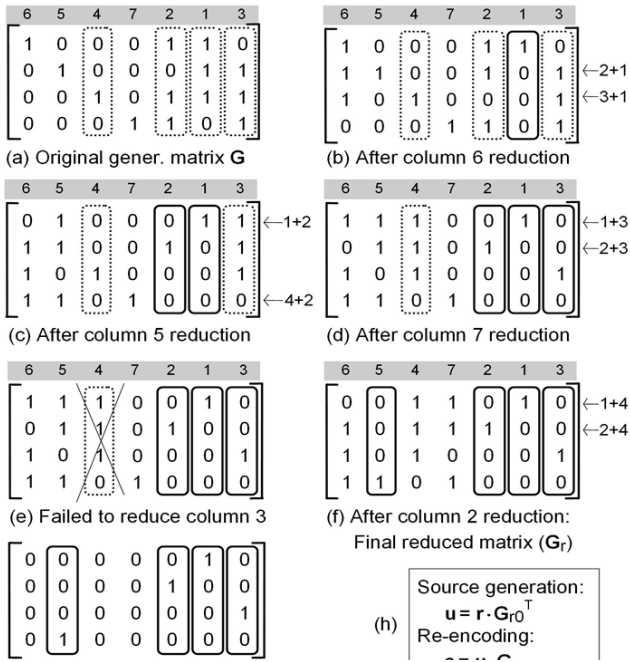 6 5 4 7 2 1 3
1 0 0 0 1 1 0
0 1 0 0 0 1 1
0 0 1 0 1 1 1
0 0 0 1 1 0 1
(a) Original gener. matrix G
6 5 4 7 2 1 3
1 0 0 0 1 1 0
1 1 0 0 1 0 1 ←2+1
1 0 1 0 0 0 1 ←3+1
0 0 0 1 1 0 1
(b) After column 6 reduction
6 5 4 7 2 1 3
0 1 0 0 0 1 1 ←1+2
1 1 0 0 1 0 1
1 0 1 0 0 0 1
1 1 0 1 0 0 0 ←4+2
(c) After column 5 reduction
6 5 4 7 2 1 3
1 1 1 0 0 1 0 ←1+3
0 1 1 0 1 0 0 ←2+3
1 0 1 0 0 0 1
1 1 0 1 0 0 0
(d) After column 7 reduction
6 5 4 7 2 1 3
1 1 1 0 0 1 0
0 1 1 0 1 0 0
1 0 1 0 0 0 1
1 1 0 1 0 0 0
(e) Failed to reduce column 3
6 5 4 7 2 1 3
0 0 1 1 0 1 0 ←1+4
1 0 1 1 1 0 0 ←2+4
1 0 1 0 0 0 1
1 1 0 1 0 0 0
(f) After column 2 reduction:
Final reduced matrix (Gr)
0 0 0 0 0 1 0
0 0 0 0 1 0 0
0 0 0 0 0 0 1
0 1 0 0 0 0 0
(h)
Source generation:
u = r·Gr0^T
Re-encoding: